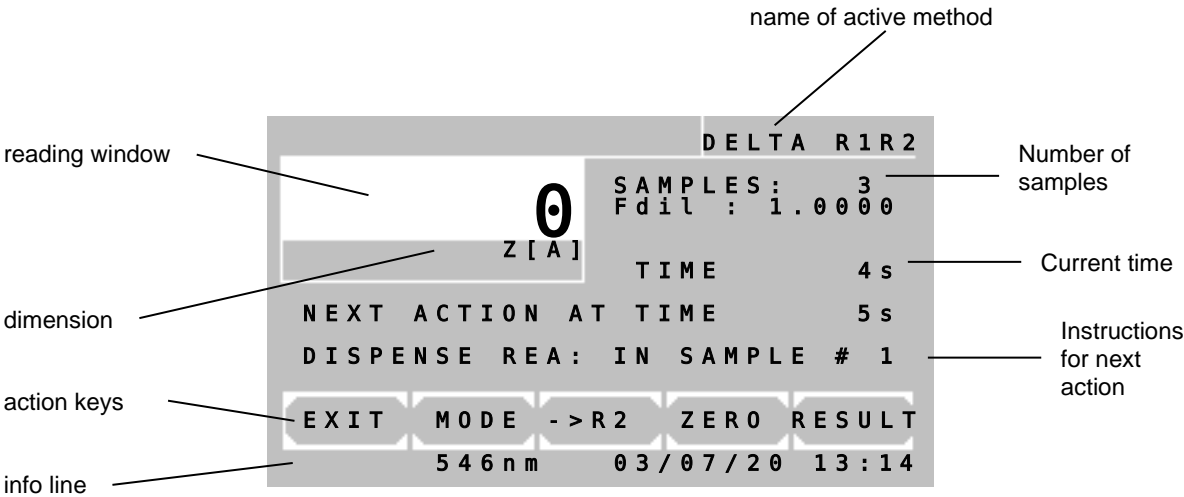 name of active method
DELTA R1R2
reading window
Number of
samples
SAMPLES: 3
Fdil : 1.0000
0
Z[A]
TIME 4s
Current time
dimension
NEXT ACTION AT TIME 5s
DISPENSE REA: IN SAMPLE # 1
Instructions
for next
action
action keys
EXIT MODE ->R2 ZERO RESULT
546nm 03/07/20 13:14
info line